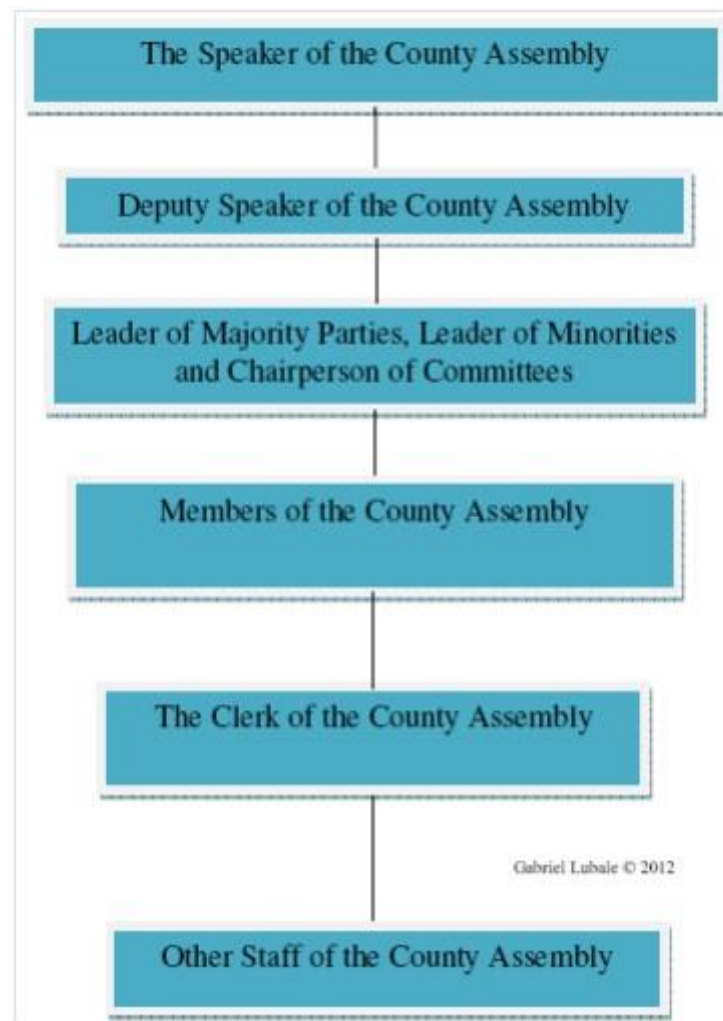 The Speaker of the County Assembly
Deputy Speaker of the County Assembly
Leader of Majority Parties, Leader of Minorities
and Chairperson of Committees
Members of the County Assembly
The Clerk of the County Assembly
Gabriel Lubale © 2012
Other Staff of the County Assembly